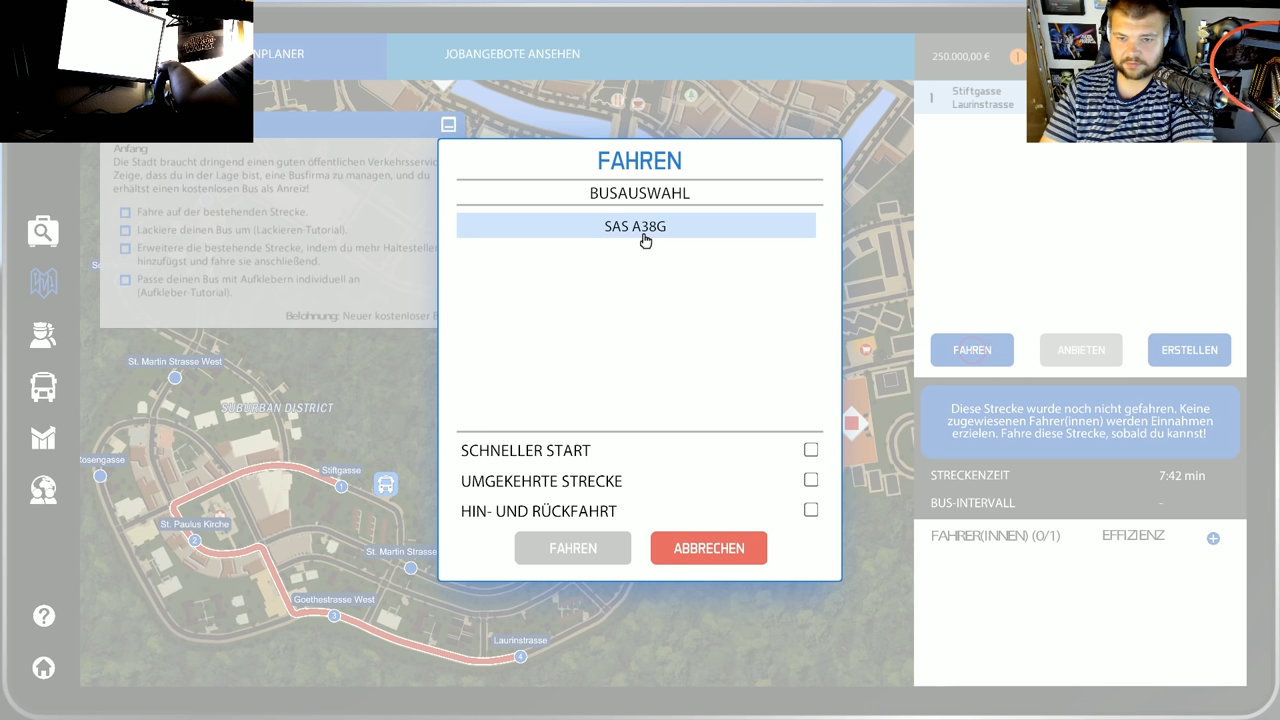 NPLANER
JOBANGEBOTE ANSEHEN
250.000,00 €
1
Stiftgasse
Laurinstrasse
Anfang
Die Stadt braucht dringend einen guten öffentlichen Verkehrsservic
Zeige, dass du in der Lage bist, eine Busfirma zu managen, und du
erhältst einen kostenlosen Bus als Anreiz!
Fahre auf der bestehenden Strecke.
Lackiere deinen Bus um (Lackieren-Tutorial).
Erweitere die bestehende Strecke, indem du mehr Haltesteller
hinzufügst und fahre sie anschließend.
Passe deinen Bus mit Aufklebern individuell an
(Aufkleber-Tutorial).
Belohnung: Neuer kostenloser B
FAHREN
BUSAUSWAHL
SAS A38G
SCHNELLER START
UMGEKEHRTE STRECKE
HIN- UND RÜCKFAHRT
FAHREN
ABBRECHEN
St. Martin Strasse West
SUBURBAN DISTRICT
Rosengasse
Stiftgasse
1
St. Paulus Kirche
2
St. Martin Strasse
Goethestrasse West
3
Laurinstrasse
4
FAHREN
ANBIETEN
ERSTELLEN
Diese Strecke wurde noch nicht gefahren. Keine
zugewiesenen Fahrer(innen) werden Einnahmen
erzielen. Fahre diese Strecke, sobald du kannst!
STRECKENZEIT
7:42 min
BUS-INTERVALL
-
FAHRER(INNEN) (0/1)
EFFIZIENZ